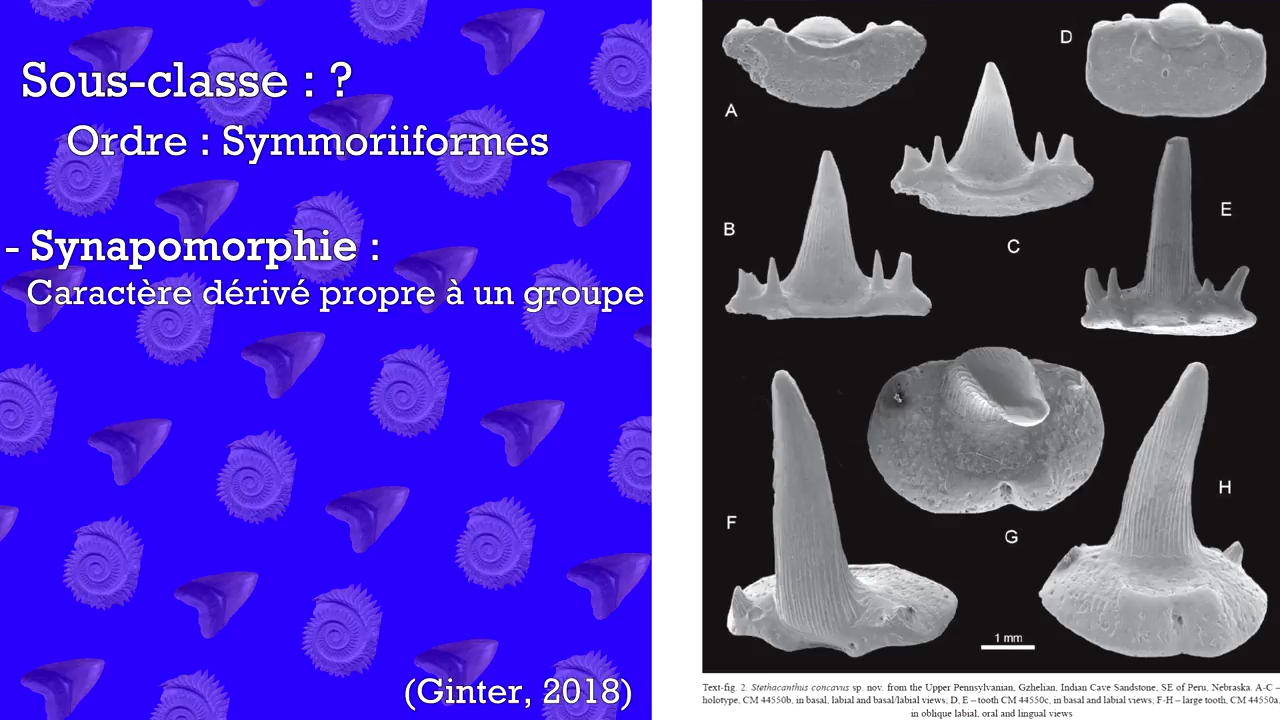 Sous-classe : ?
Ordre : Symmoriiformes
- Synapomorphie :
Caractère dérivé propre à un groupe
(Ginter, 2018)
A
D
B
C
E
F
G
H
1 mm
Text-fig. 2. Stethacanthus concavus sp. nov. from the Upper Pennsylvanian, Gzhelian, Indian Cave Sandstone, SE of Peru, Nebraska. A-C –
holotype, CM 44550b, in basal, labial and basal/labial views; D, E – tooth CM 44550c, in basal and labial views; F-H – large tooth, CM 44550a,
in oblique labial, oral and lingual views